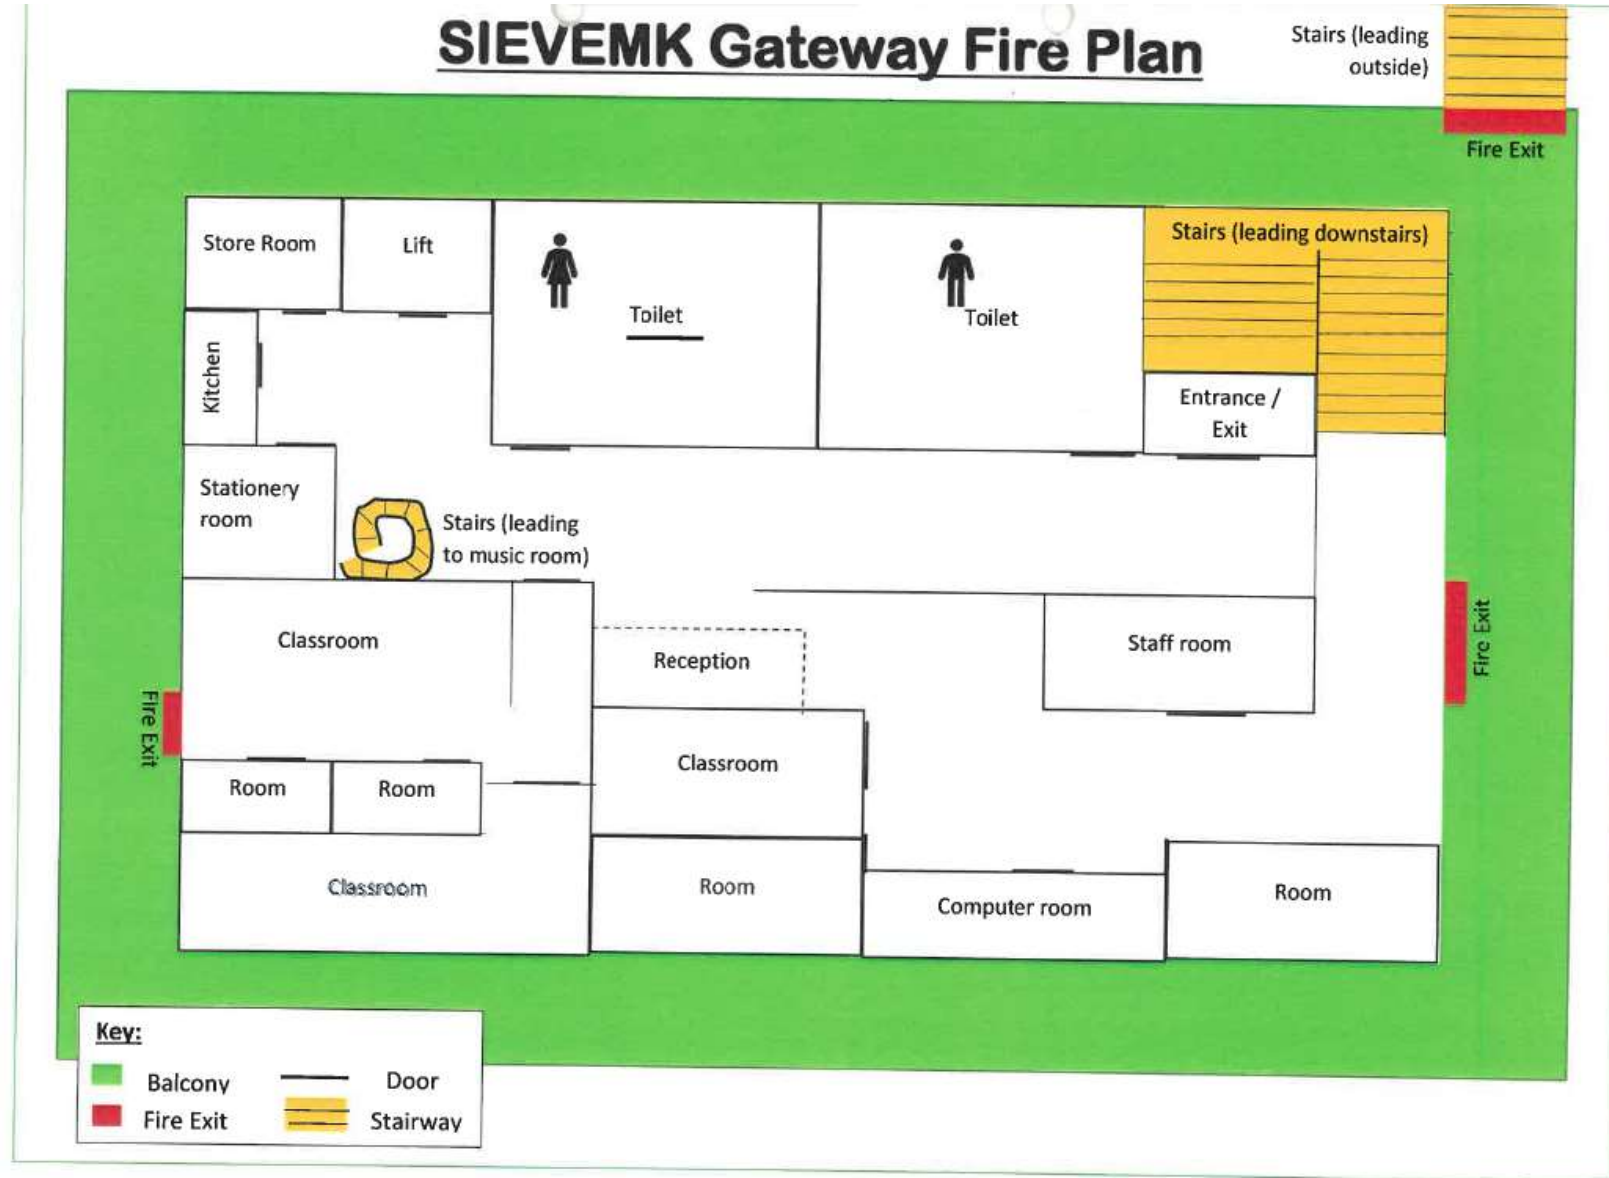 SIEVEMK Gateway Fire Plan
Stairs (leading
outside)
Fire Exit
Store Room
Lift
Toilet
Toilet
Stairs (leading downstairs)
Kitchen
Entrance /
Exit
Stationery
room
Stairs (leading
to music room)
Classroom
Reception
Staff room
Fire Exit
Fire Exit
Classroom
Room
Room
Classroom
Room
Computer room
Room
Key:
Balcony
Door
Fire Exit
Stairway